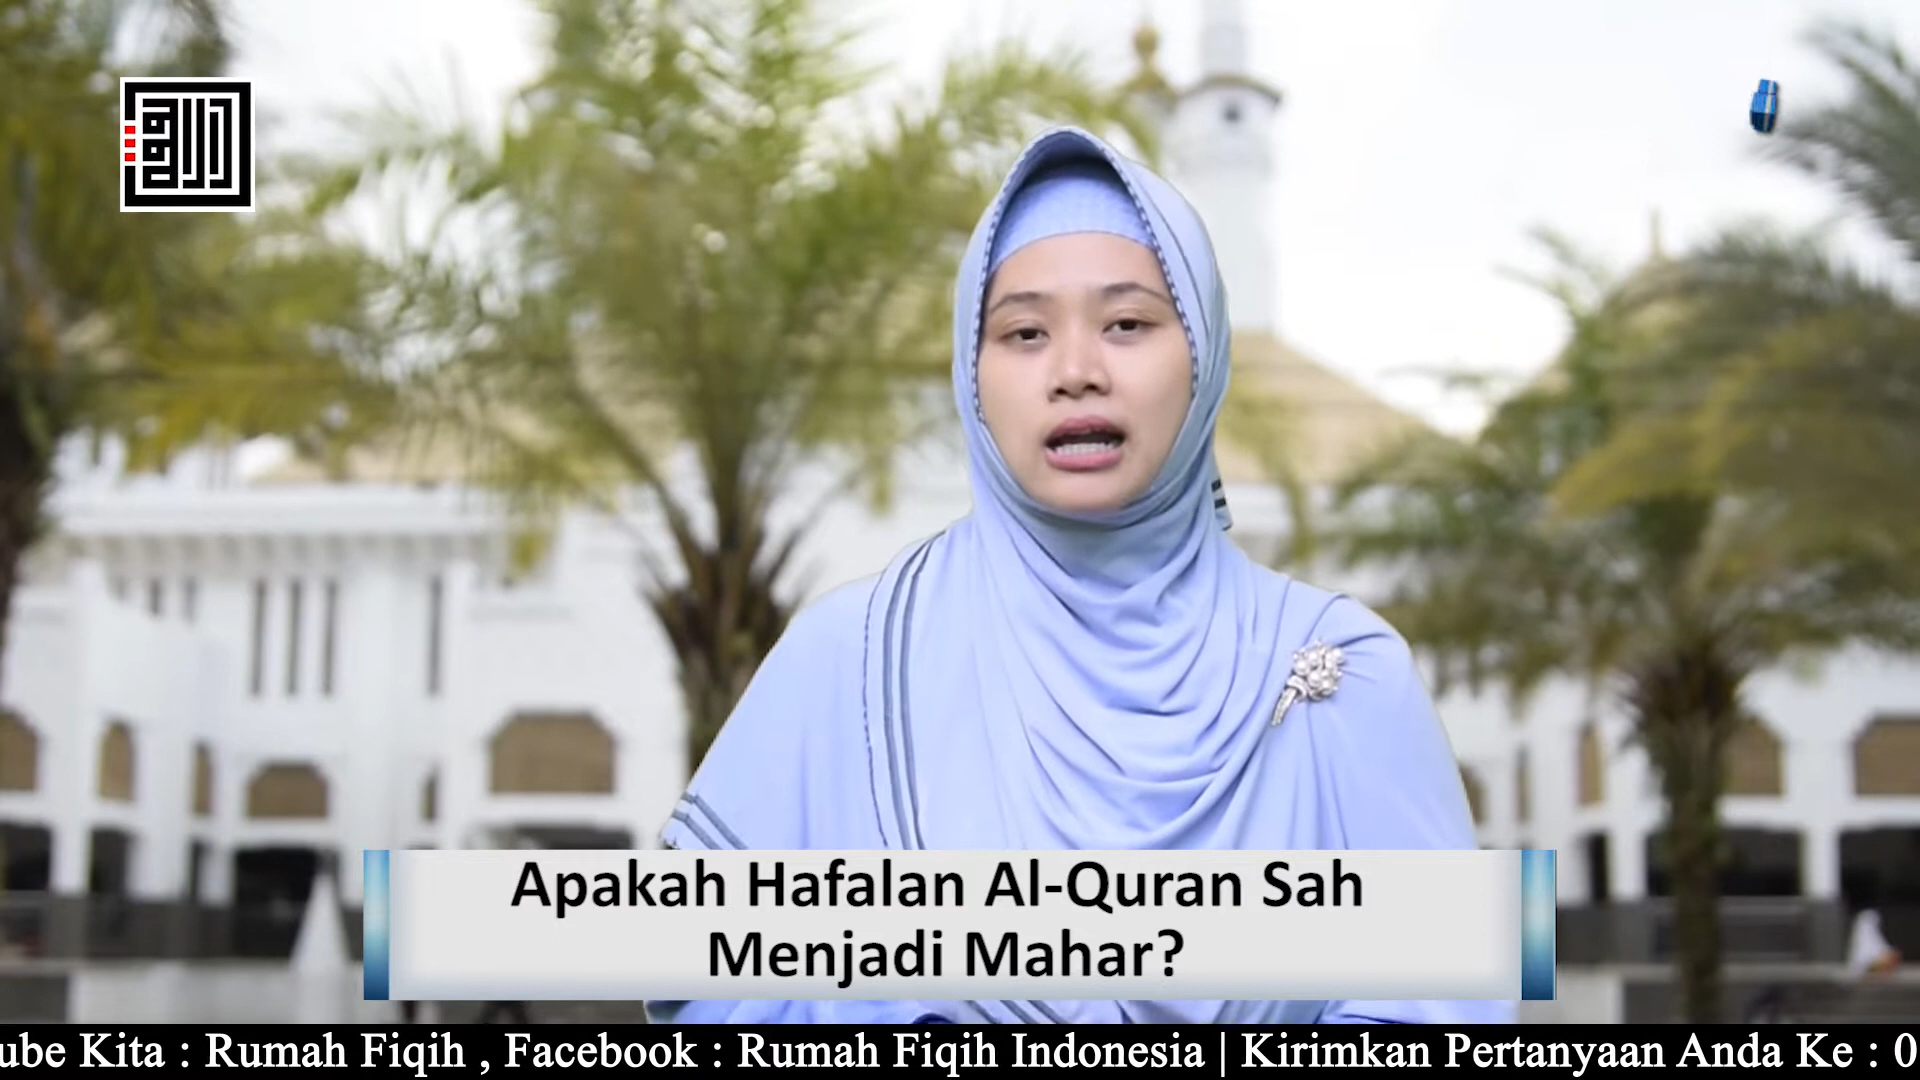 Apakah Hafalan Al-Quran Sah
Menjadi Mahar?
ube Kita : Rumah Fiqih , Facebook : Rumah Fiqih Indonesia | Kirimkan Pertanyaan Anda Ke : 0